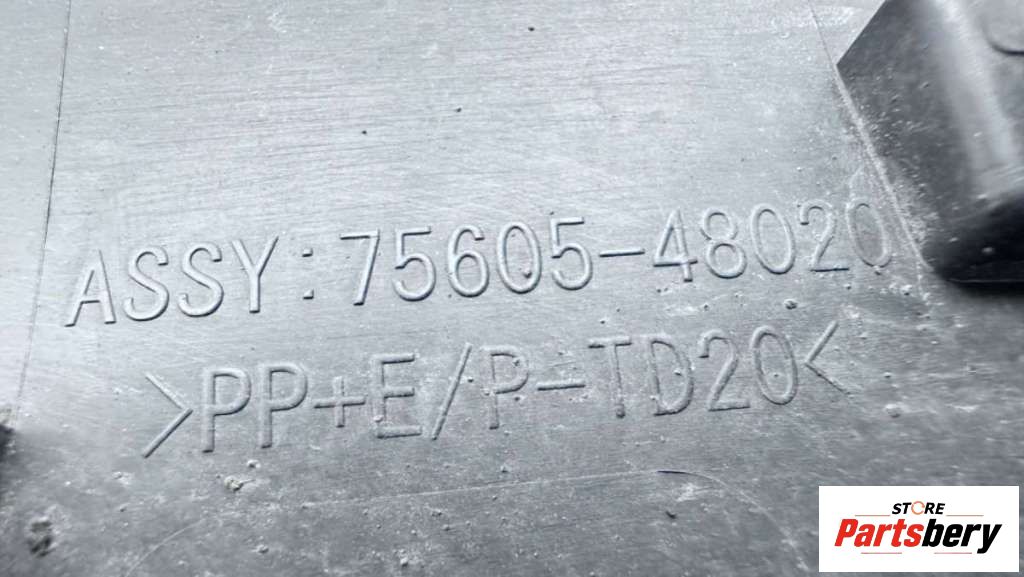 ASSY: 75605-48020
>PP+E/P-TD20<
STORE
Partsbery